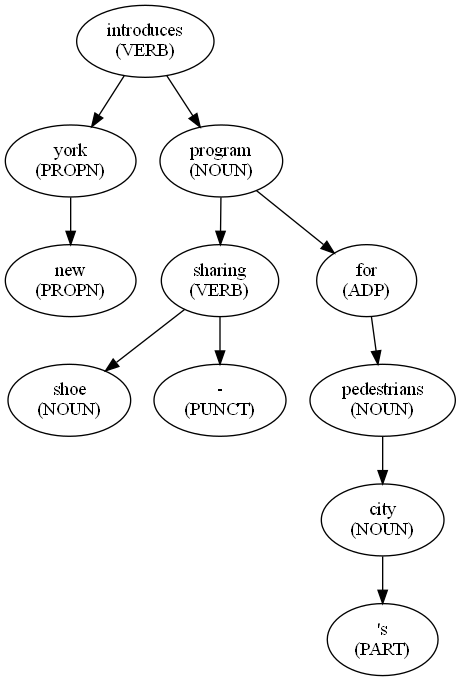 introduces
(VERB)
york
(PROPN)
program
(NOUN)
new
(PROPN)
sharing
(VERB)
for
(ADP)
shoe
(NOUN)
-
(PUNCT)
pedestrians
(NOUN)
city
(NOUN)
's
(PART)